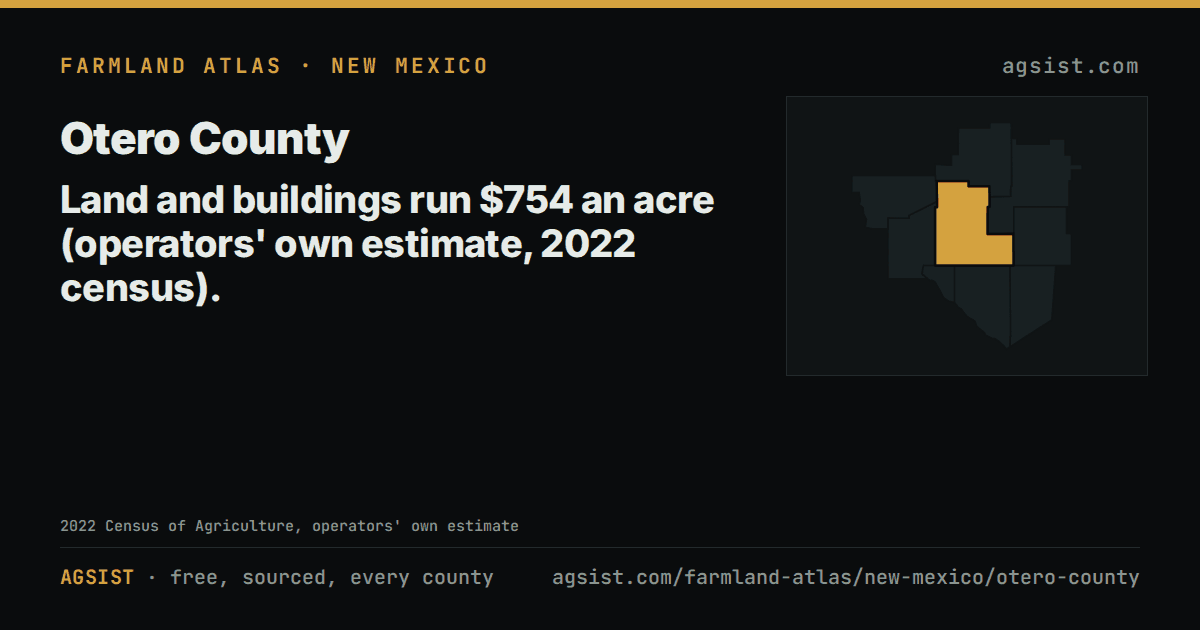 FARMLAND ATLAS · NEW MEXICO
agsist.com
Otero County
Land and buildings run $754 an acre
(operators' own estimate, 2022
census).
2022 Census of Agriculture, operators' own estimate
AGSIST · free, sourced, every county
agsist.com/farmland-atlas/new-mexico/otero-county